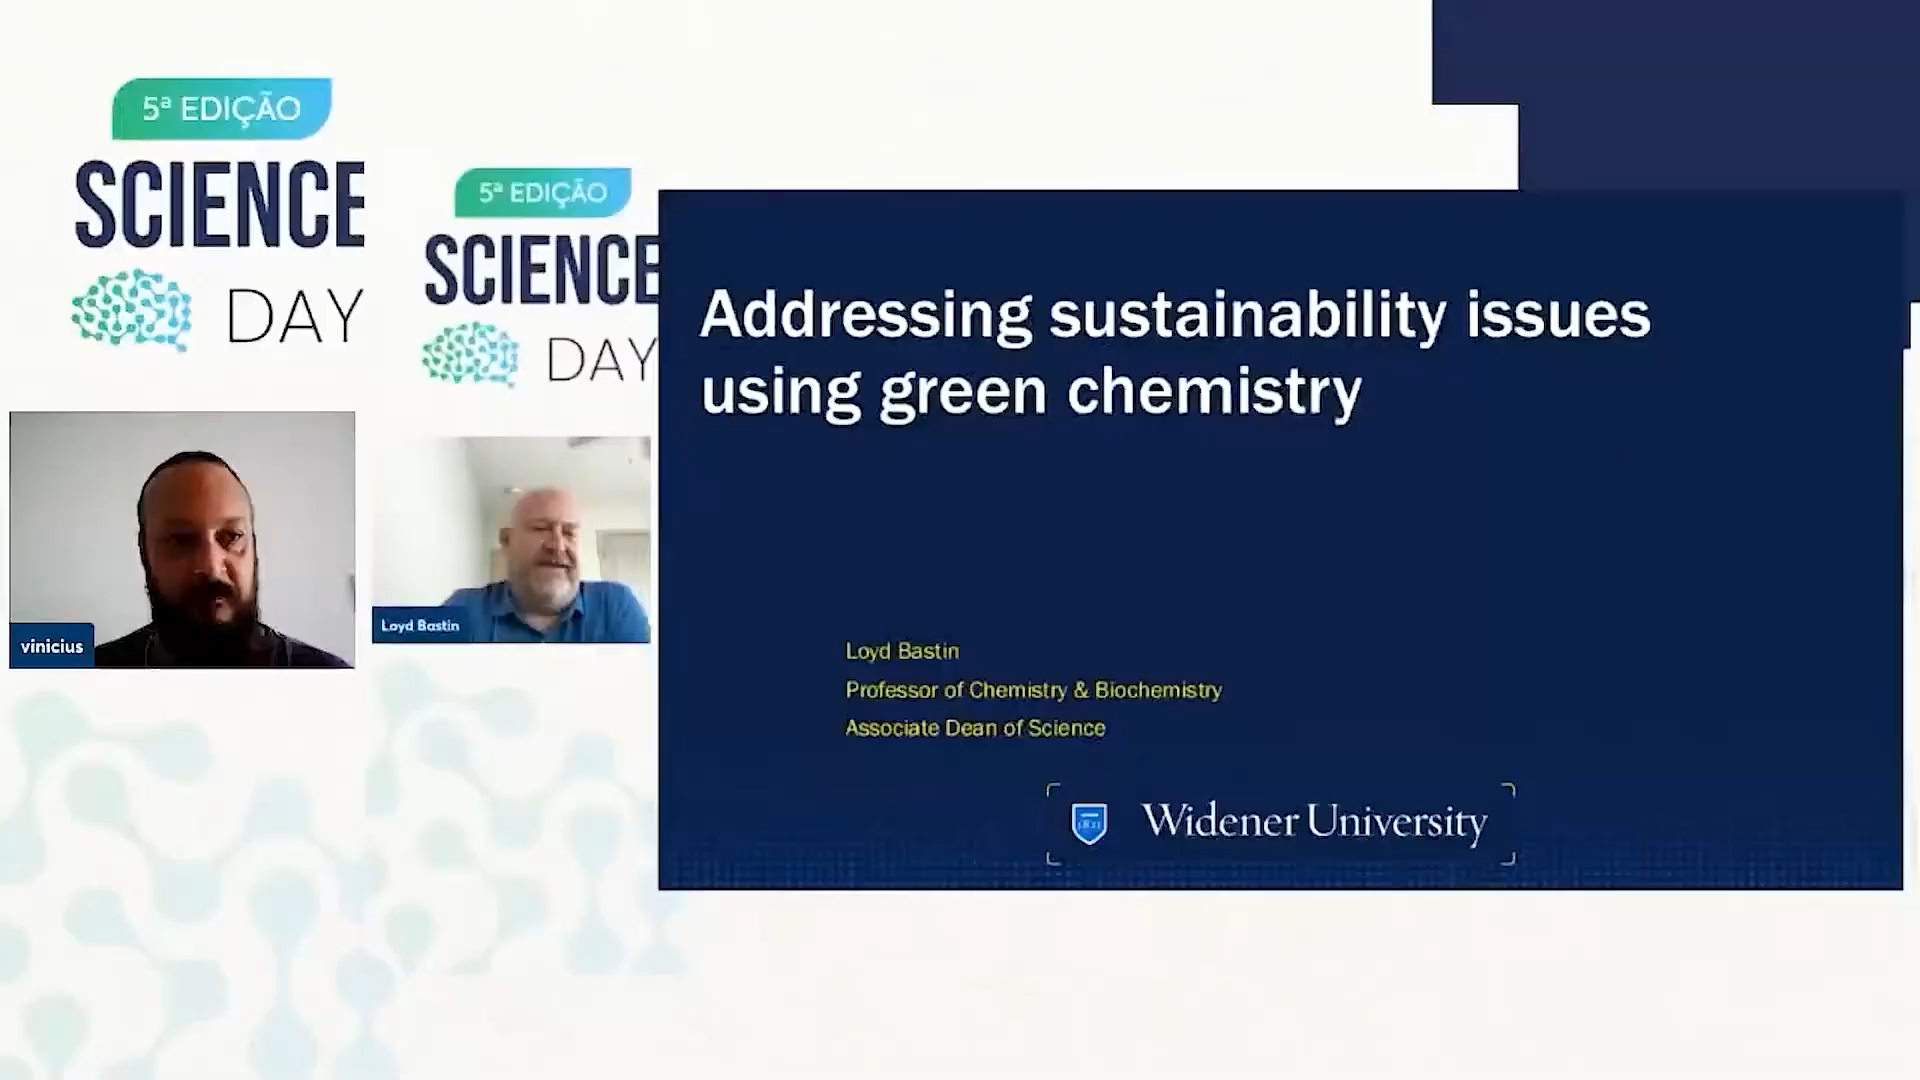 5ª EDIÇÃO
SCIENCE
DAY
5ª EDIÇÃO
SCIENCE
DAY
vinicius
Loyd Bastin
Addressing sustainability issues
using green chemistry
Loyd Bastin
Professor of Chemistry & Biochemistry
Associate Dean of Science
Widener University